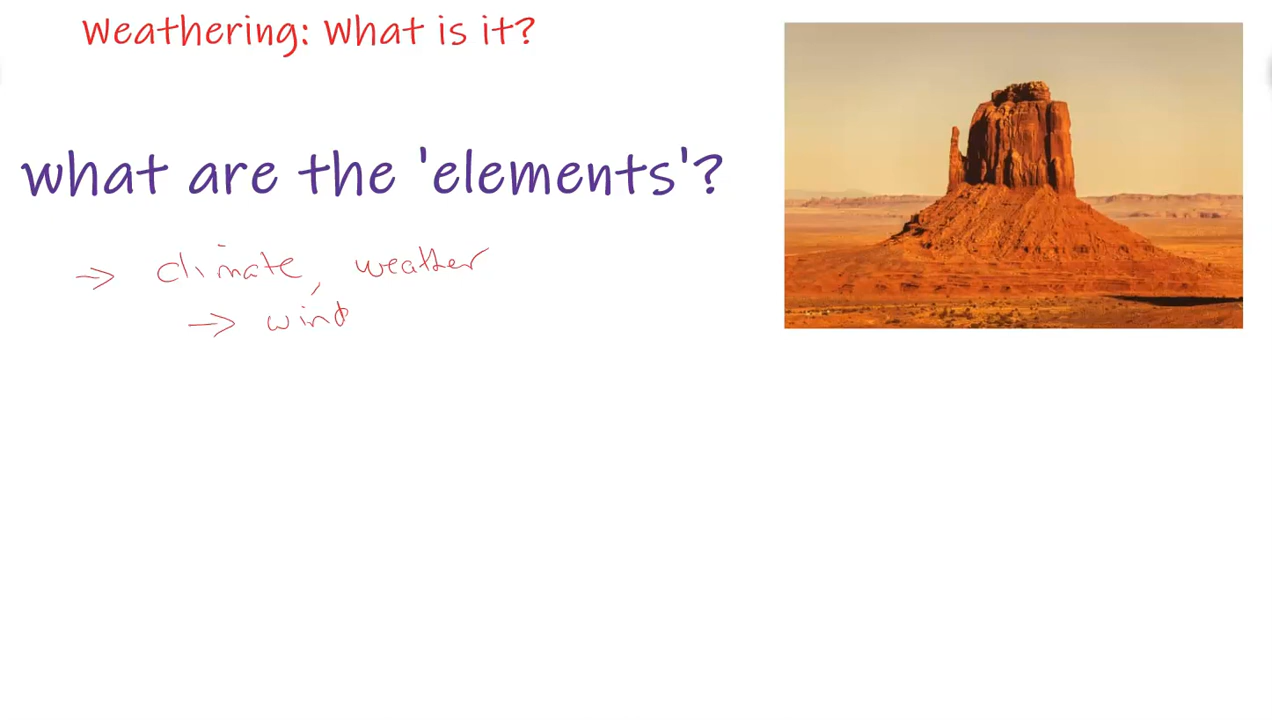 Weathering: What is it?
what are the 'elements'?
→ climate, weather
→ wind